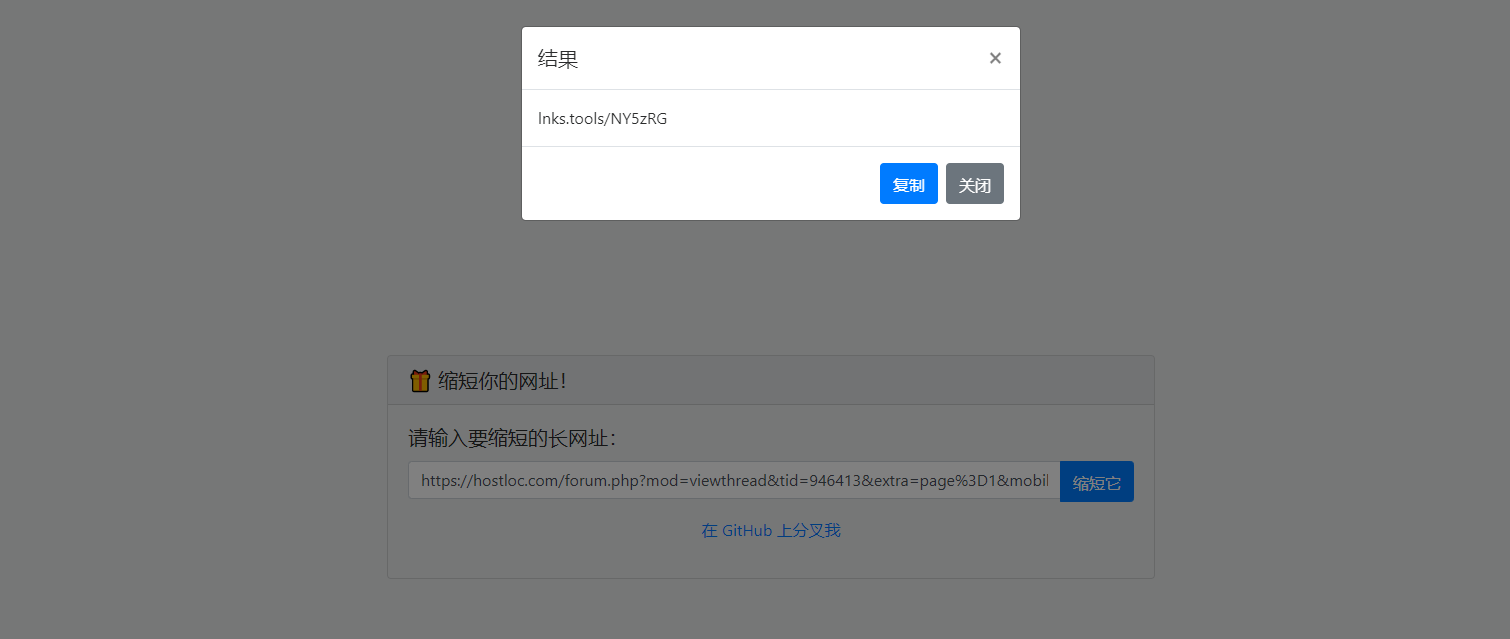 结果
×
lnks.tools/NY5zRG
复制 关闭
缩短你的网址！
请输入要缩短的长网址：
https://hostloc.com/forum.php?mod=viewthread&tid=946413&extra=page%3D1&mobil 缩短它
在 GitHub 上分叉我